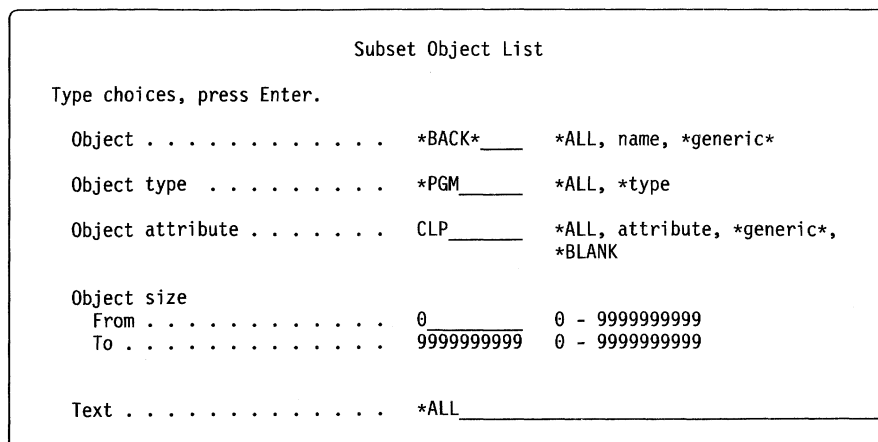 Subset Object List
Type choices, press Enter.
Object . . . . . . . . . . . . . *BACK*____ *ALL, name, *generic*
Object type . . . . . . . . . *PGM______ *ALL, *type
Object attribute . . . . . . . CLP_______ *ALL, attribute, *generic*,
*BLANK
Object size
From . . . . . . . . . . . . . 0_________ 0 - 9999999999
To . . . . . . . . . . . . . . 9999999999 0 - 9999999999
Text . . . . . . . . . . . . . *ALL